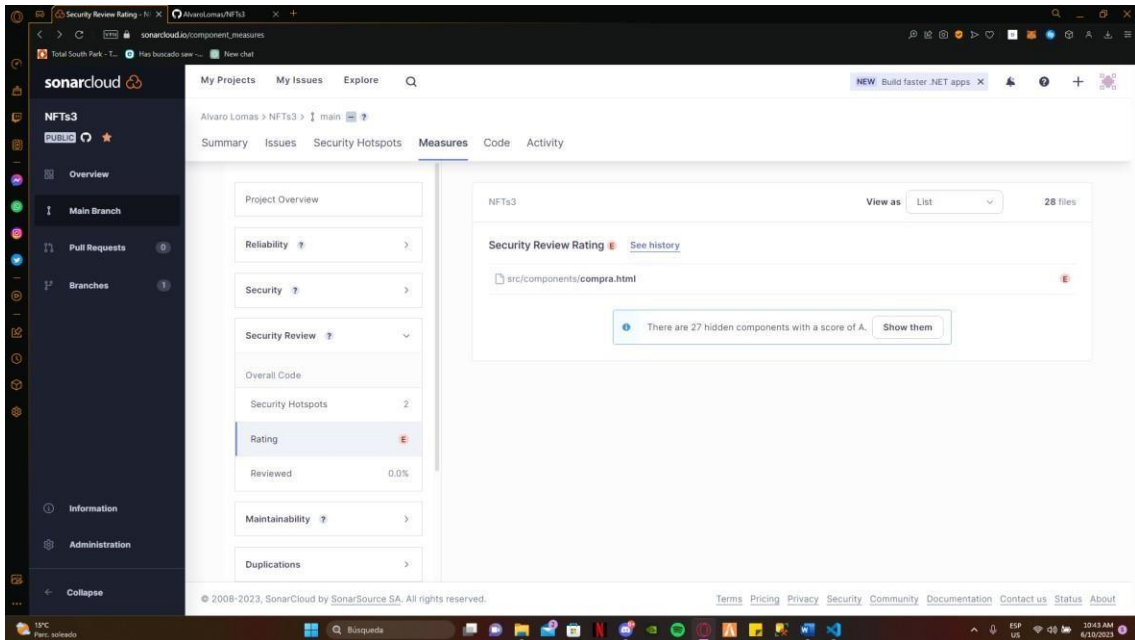 Security Review Rating - N
AlvaroLomas/NFTs3
VPN
sonarcloud.io/component_measures
Total South Park - T...
Has buscado saw -...
New chat
sonarcloud
My Projects My Issues Explore
NEW Build faster .NET apps
NFTs3
PUBLIC
Alvaro Lomas > NFTs3 > main ?
Summary Issues Security Hotspots Measures Code Activity
Overview
Main Branch
Pull Requests 0
Branches 1
Information
Administration
Collapse
Project Overview
Reliability ?
Security ?
Security Review ?
Overall Code
Security Hotspots 2
Rating E
Reviewed 0.0%
Maintainability ?
Duplications
NFTs3
View as List 28 files
Security Review Rating E See history
src/components/compra.html E
There are 27 hidden components with a score of A. Show them
© 2008-2023, SonarCloud by SonarSource SA. All rights reserved.
Terms Pricing Privacy Security Community Documentation Contact us Status About
15°C
Parc. soleado
Búsqueda
ESP
US
10:43 AM
6/10/2023